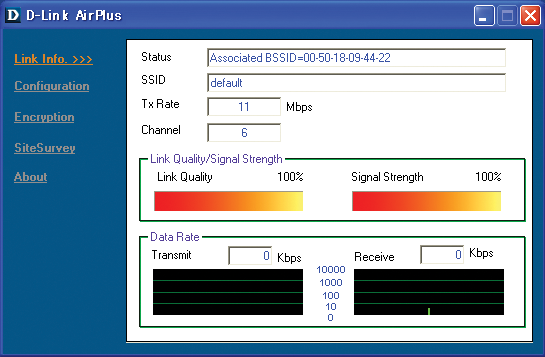 D-Link AirPlus
Link Info. >>>
Configuration
Encryption
SiteSurvey
About
Status Associated BSSID=00-50-18-09-44-22
SSID default
Tx Rate 11 Mbps
Channel 6
Link Quality/Signal Strength
Link Quality 100% Signal Strength 100%
Data Rate
Transmit 0 Kbps Receive 0 Kbps
10000
1000
100
10
0